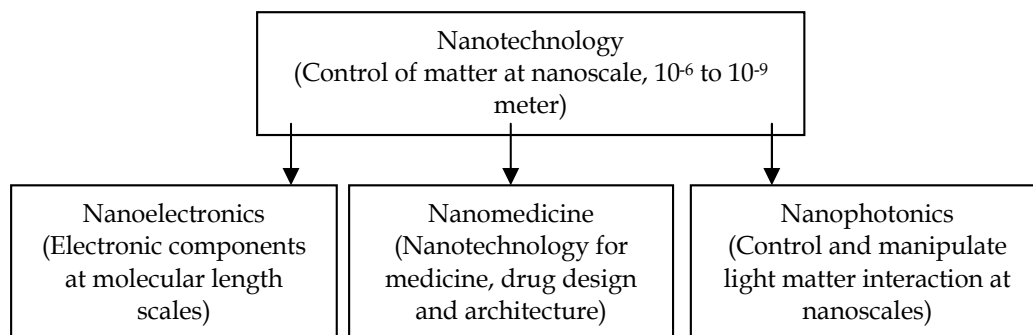 Nanotechnology
(Control of matter at nanoscale, 10⁻⁶ to 10⁻⁹
meter)
Nanoelectronics
(Electronic components
at molecular length
scales)
Nanomedicine
(Nanotechnology for
medicine, drug design
and architecture)
Nanophotonics
(Control and manipulate
light matter interaction at
nanoscales)